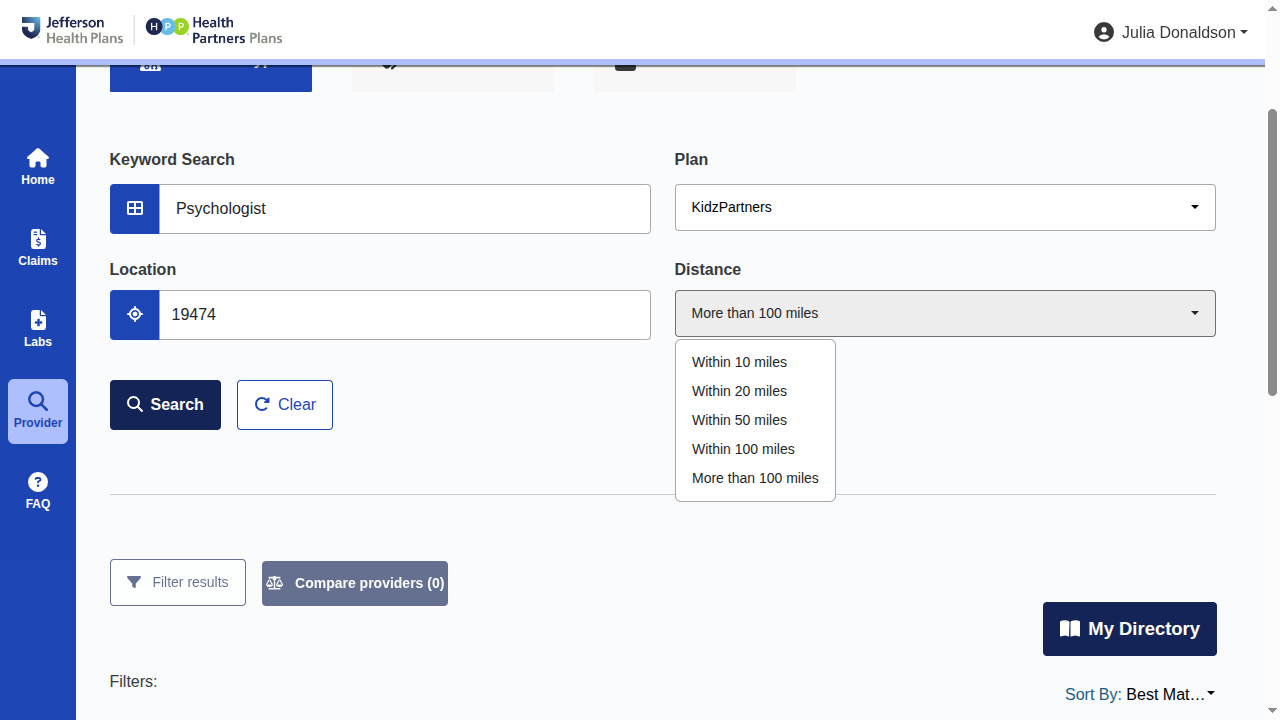 Jefferson
Health Plans
HPP
Health
Partners Plans
Julia Donaldson
Home
Claims
Labs
Provider
FAQ
Keyword Search
Psychologist
Plan
KidzPartners
Location
19474
Distance
More than 100 miles
Within 10 miles
Within 20 miles
Within 50 miles
Within 100 miles
More than 100 miles
Search
Clear
Filter results
Compare providers (0)
My Directory
Filters:
Sort By: Best Mat…